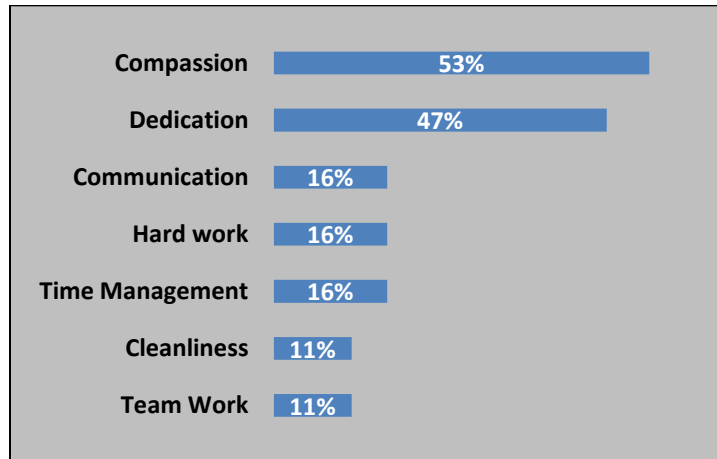 Compassion 53%
Dedication 47%
Communication 16%
Hard work 16%
Time Management 16%
Cleanliness 11%
Team Work 11%